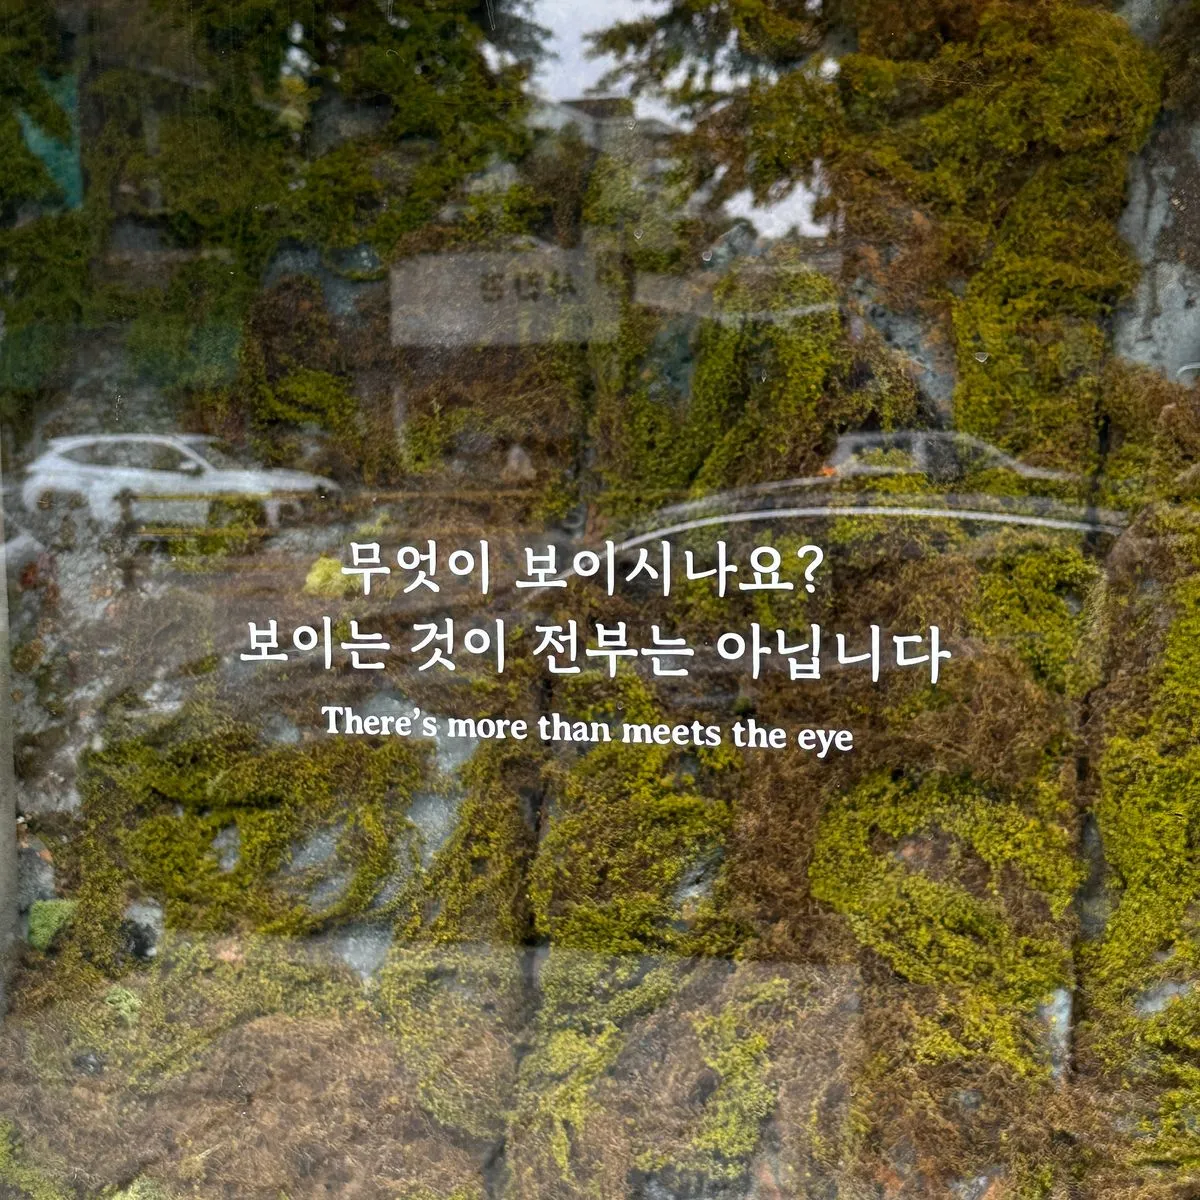 무엇이 보이시나요?
보이는 것이 전부는 아닙니다
There's more than meets the eye